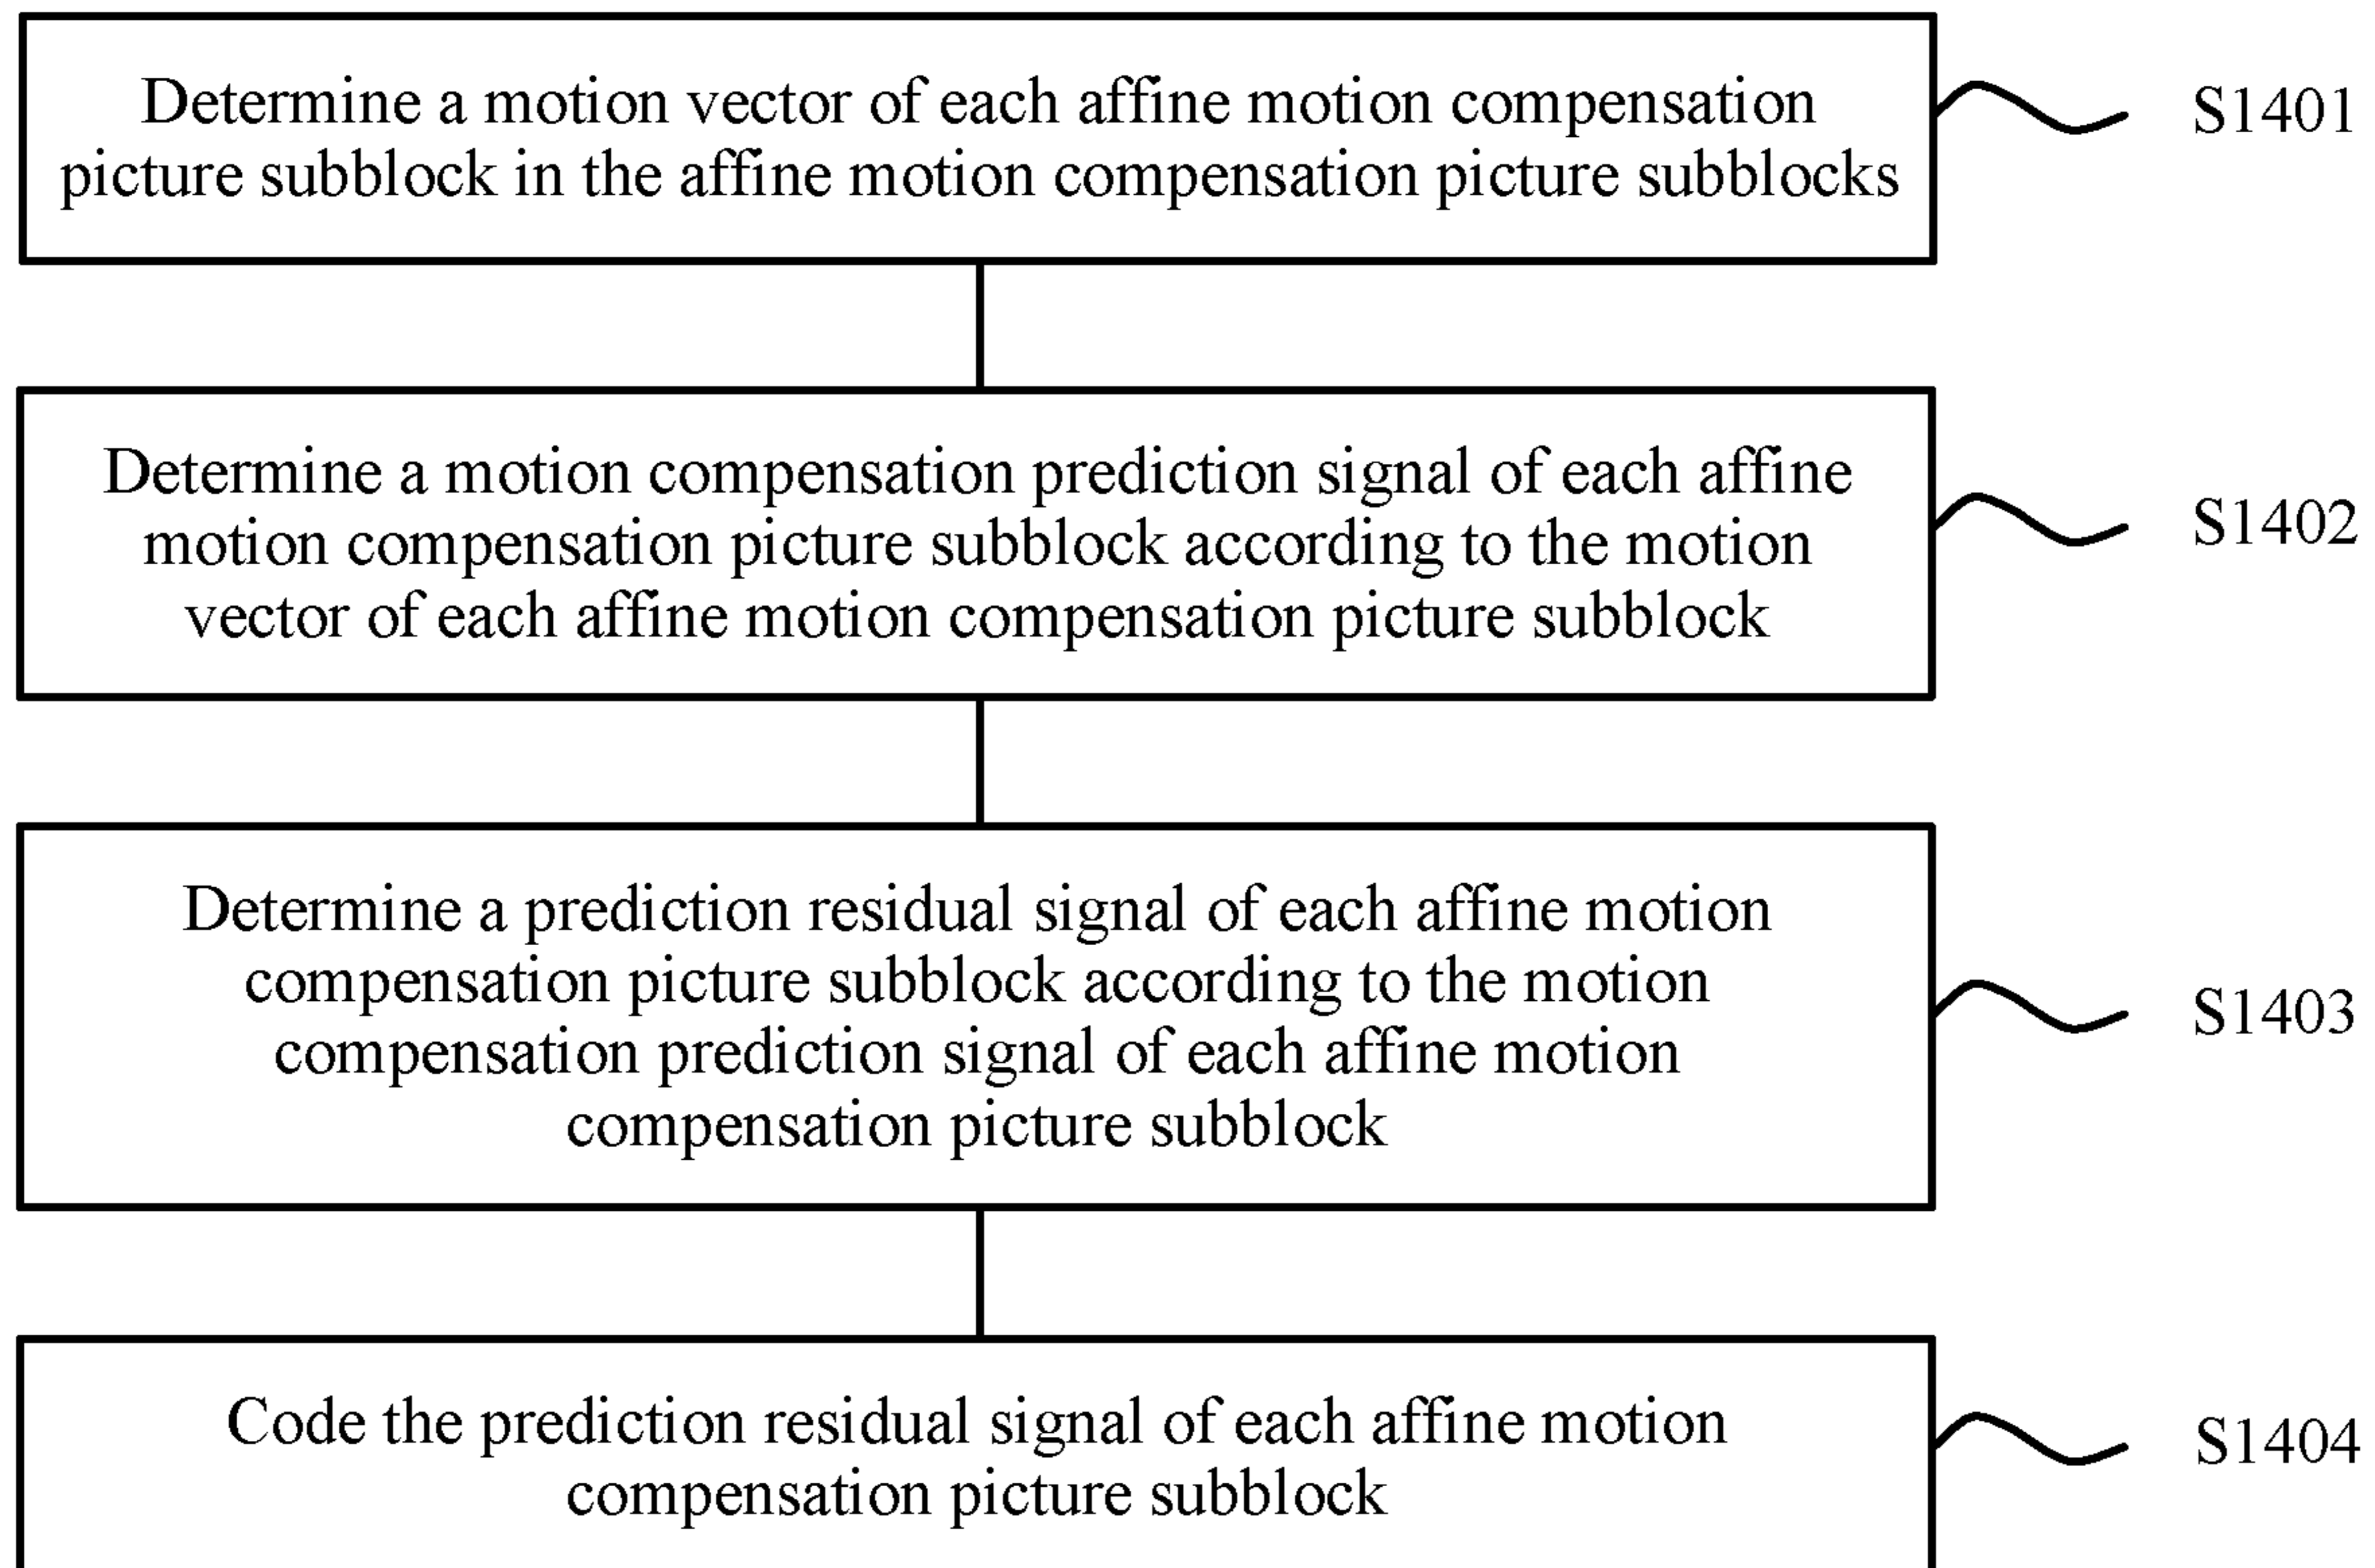 Determine a motion vector of each affine motion compensation
picture subblock in the affine motion compensation picture subblocks
S1401
Determine a motion compensation prediction signal of each affine
motion compensation picture subblock according to the motion
vector of each affine motion compensation picture subblock
S1402
Determine a prediction residual signal of each affine motion
compensation picture subblock according to the motion
compensation prediction signal of each affine motion
compensation picture subblock
S1403
Code the prediction residual signal of each affine motion
compensation picture subblock
S1404